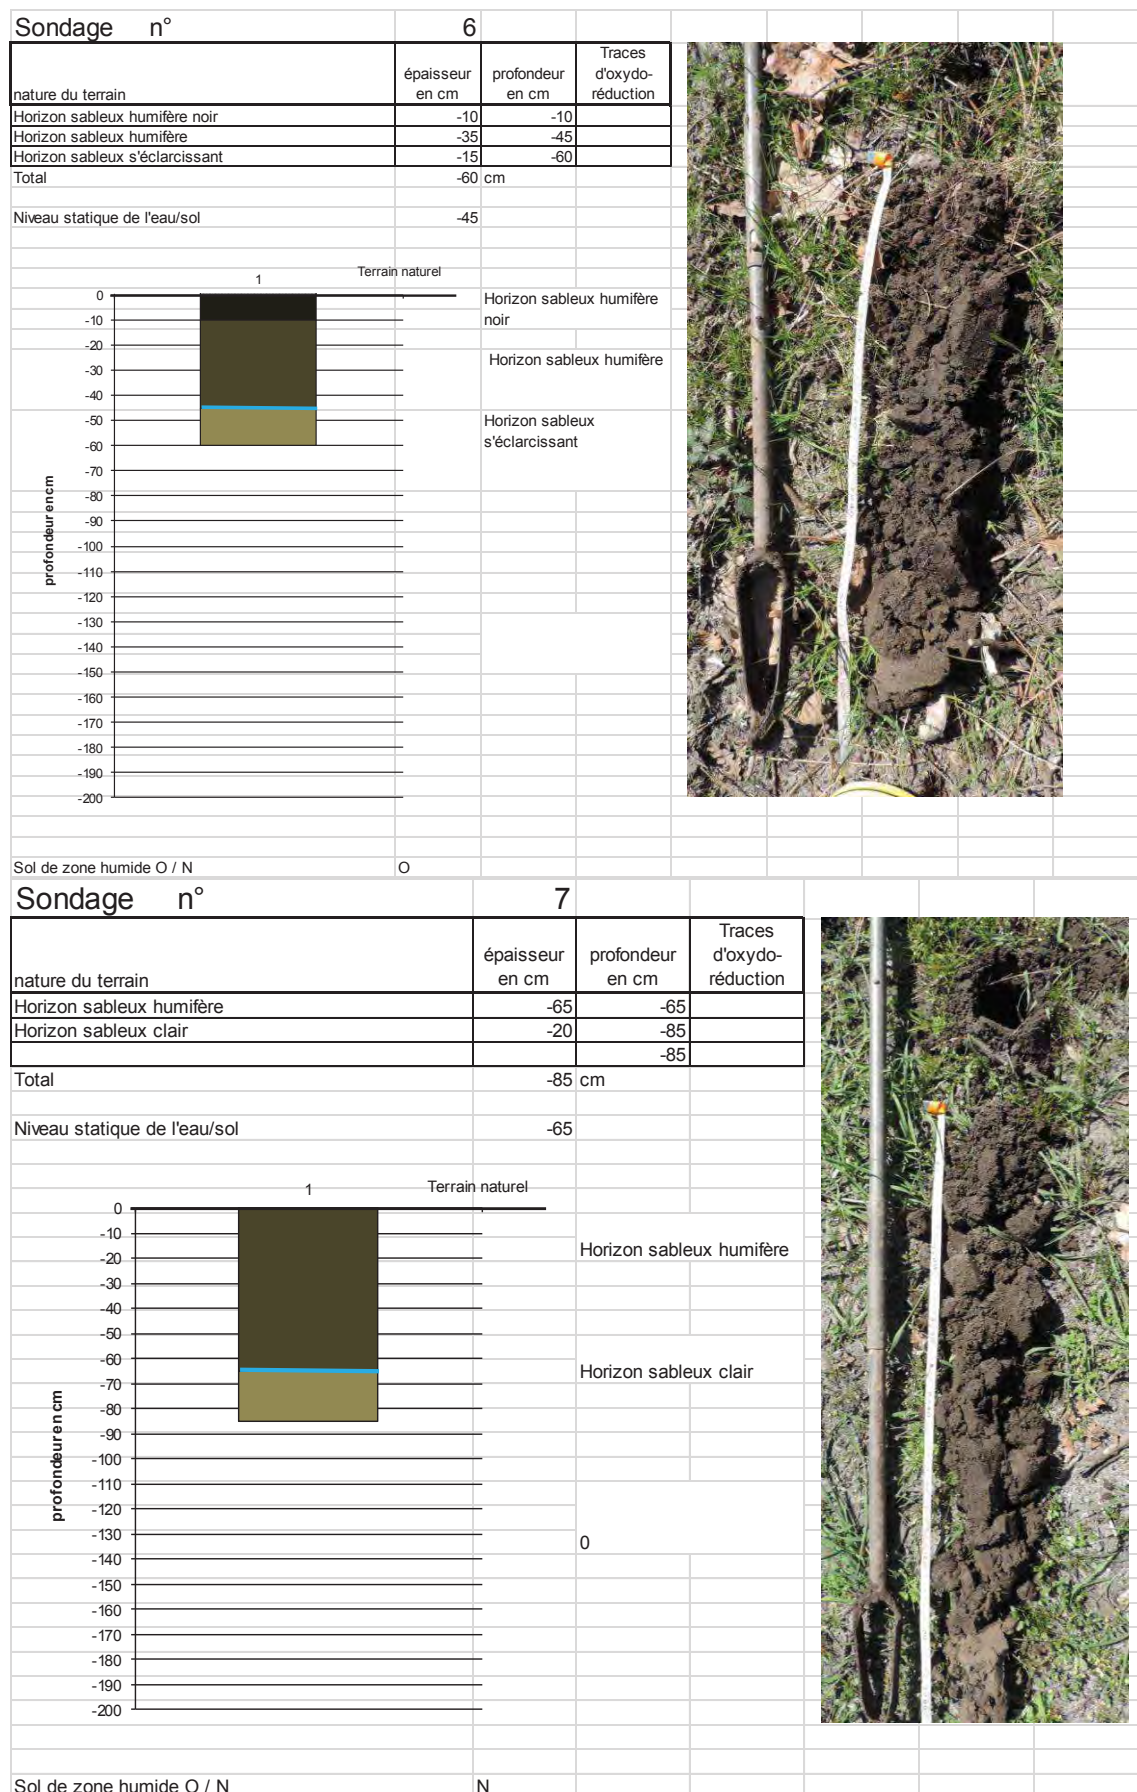 Sondage n° 6
nature du terrain épaisseur en cm profondeur en cm Traces d'oxydo-réduction
Horizon sableux humifère noir -10 -10
Horizon sableux humifère -35 -45
Horizon sableux s'éclarcissant -15 -60
Total -60 cm
Niveau statique de l'eau/sol -45
1 Terrain naturel
0
-10
-20
-30
-40
-50
-60
-70
-80
-90
-100
-110
-120
-130
-140
-150
-160
-170
-180
-190
-200
profondeur en cm
Horizon sableux humifère
noir
Horizon sableux humifère
Horizon sableux
s'éclarcissant
Sol de zone humide O / N O
Sondage n° 7
nature du terrain épaisseur en cm profondeur en cm Traces d'oxydo-réduction
Horizon sableux humifère -65 -65
Horizon sableux clair -20 -85
-85
Total -85 cm
Niveau statique de l'eau/sol -65
1 Terrain naturel
0
-10
-20
-30
-40
-50
-60
-70
-80
-90
-100
-110
-120
-130
-140
-150
-160
-170
-180
-190
-200
profondeur en cm
Horizon sableux humifère
Horizon sableux clair
0
Sol de zone humide O / N N